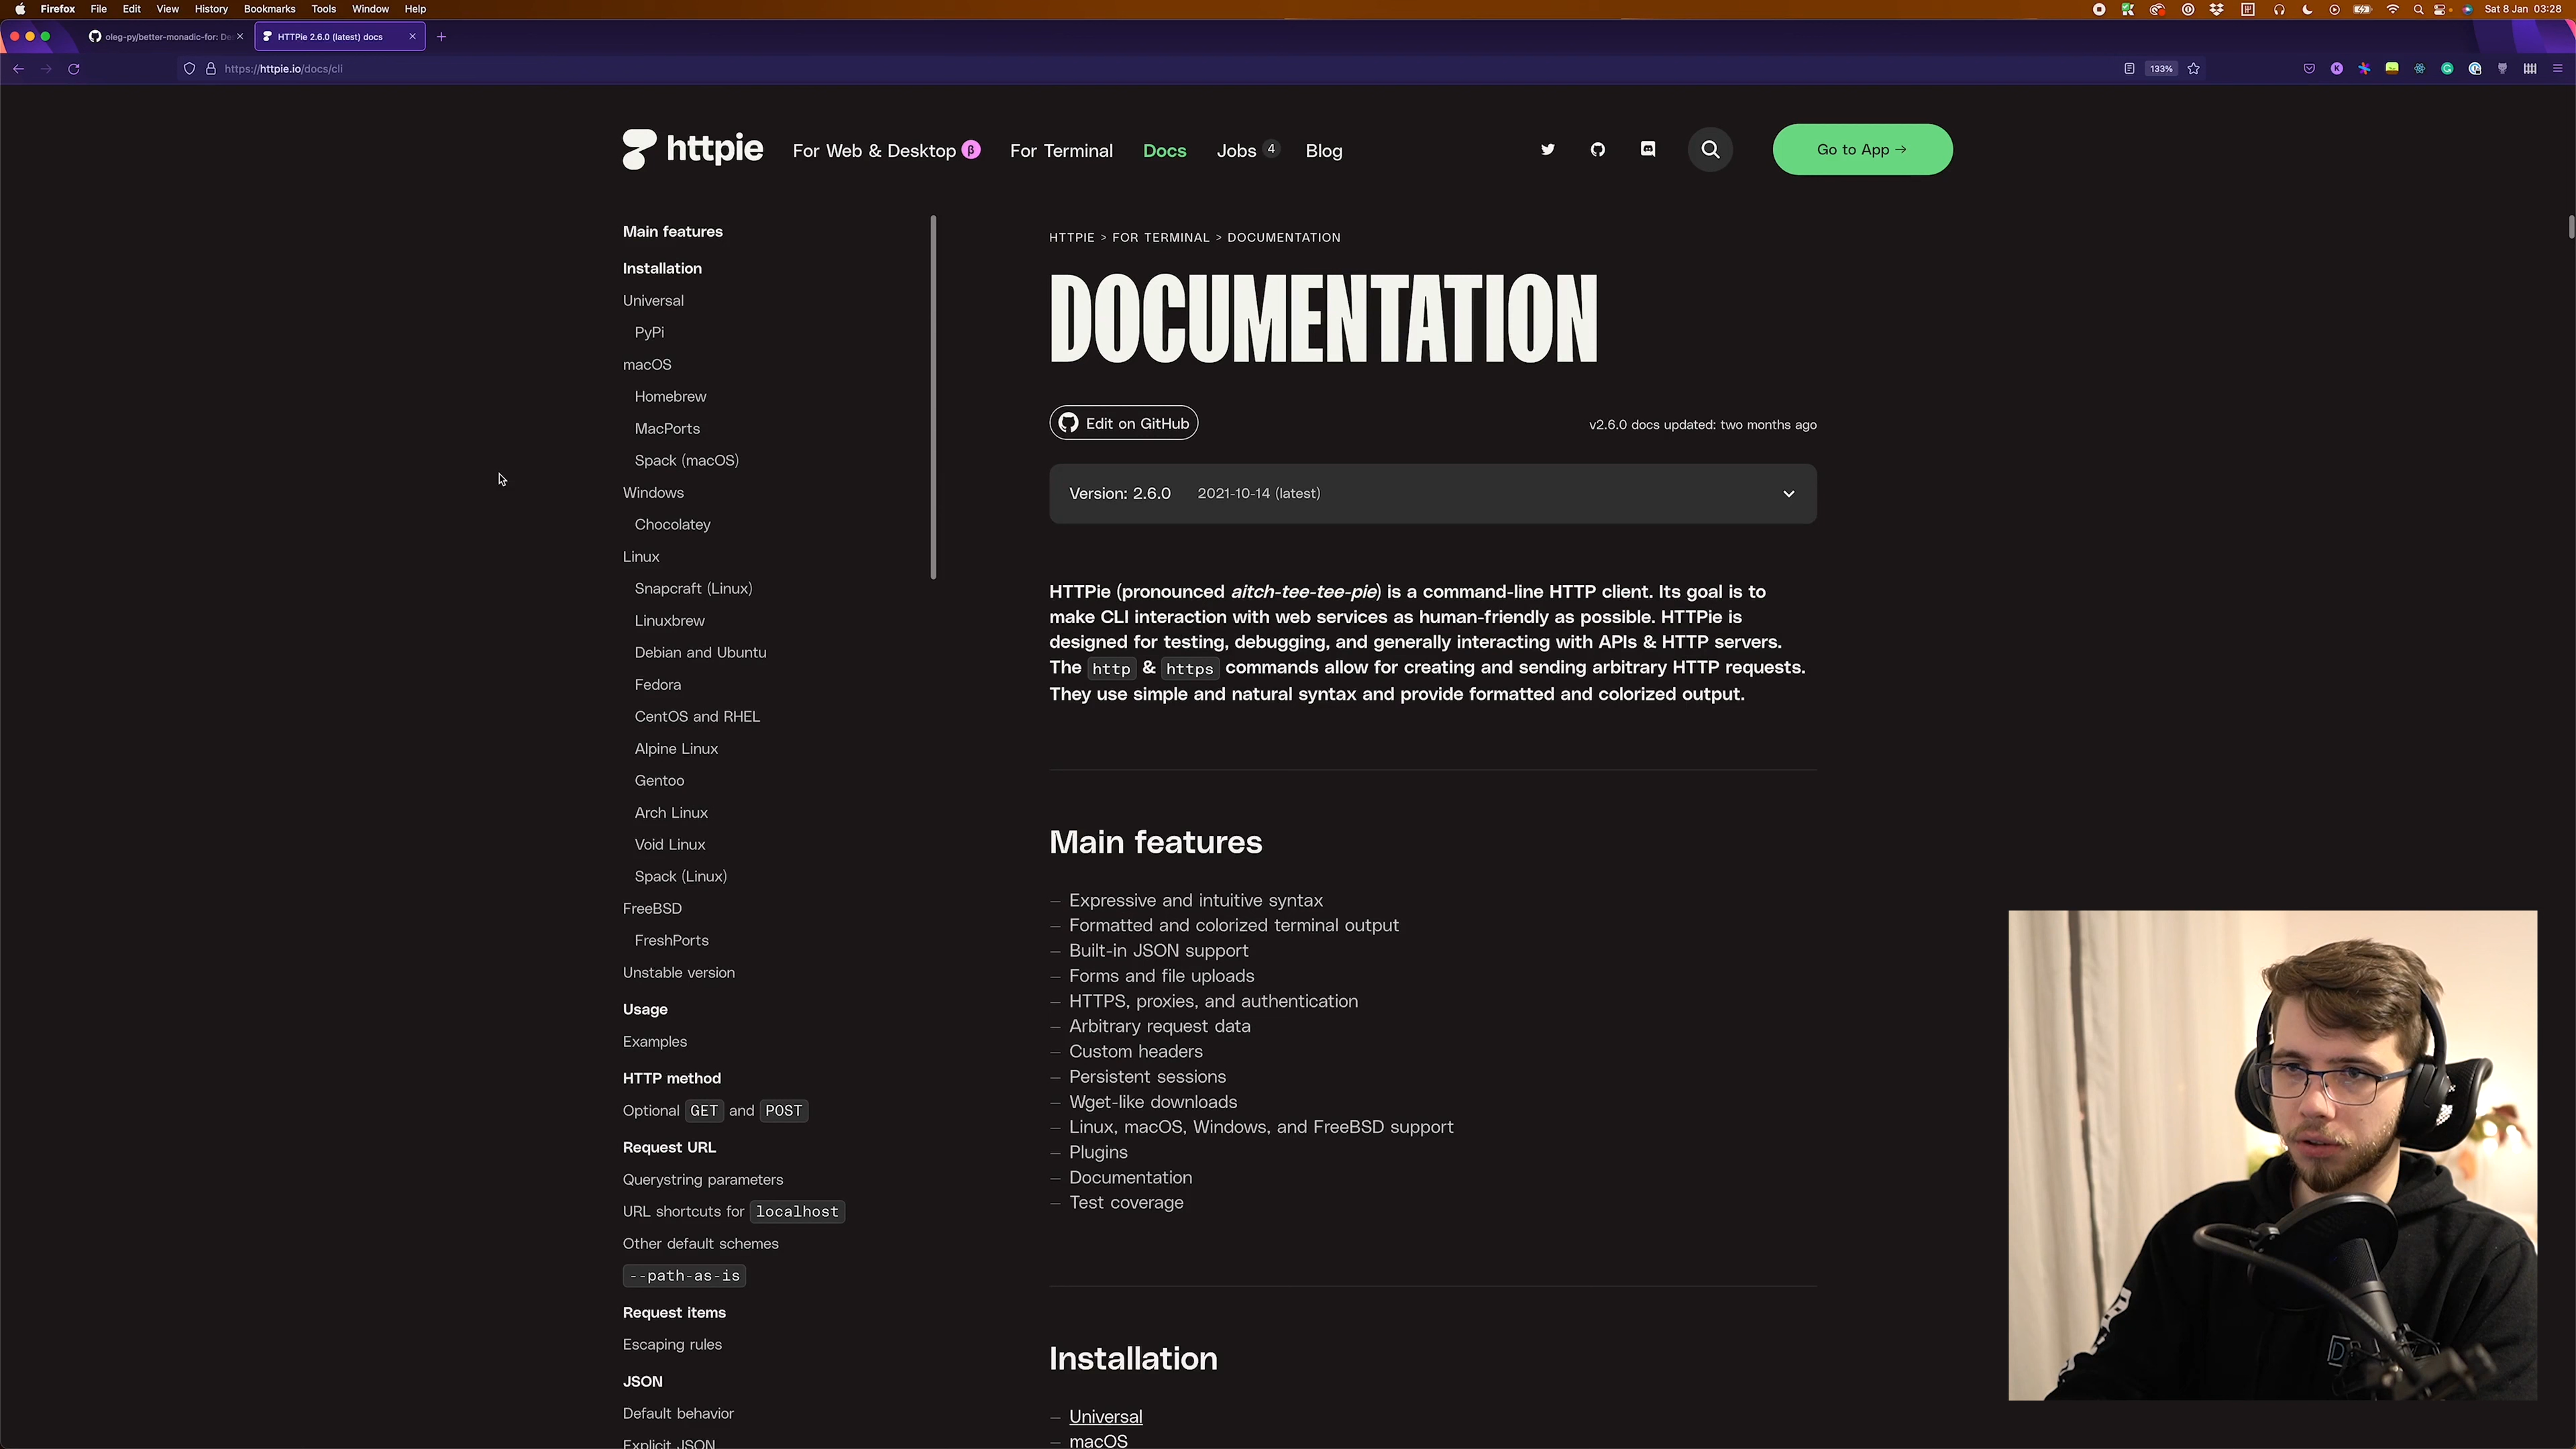 Firefox File Edit View History Bookmarks Tools Window Help
Sat 8 Jan 03:28
oleg-py/better-monadic-for: De
HTTPie 2.6.0 (latest) docs
https://httpie.io/docs/cli
133%
httpie
For Web & Desktop β
For Terminal
Docs
Jobs 4
Blog
Go to App →
Main features
Installation
Universal
PyPi
macOS
Homebrew
MacPorts
Spack (macOS)
Windows
Chocolatey
Linux
Snapcraft (Linux)
Linuxbrew
Debian and Ubuntu
Fedora
CentOS and RHEL
Alpine Linux
Gentoo
Arch Linux
Void Linux
Spack (Linux)
FreeBSD
FreshPorts
Unstable version
Usage
Examples
HTTP method
Optional GET and POST
Request URL
Querystring parameters
URL shortcuts for localhost
Other default schemes
--path-as-is
Request items
Escaping rules
JSON
Default behavior
Explicit JSON
HTTPIE > FOR TERMINAL > DOCUMENTATION
DOCUMENTATION
Edit on GitHub
v2.6.0 docs updated: two months ago
Version: 2.6.0 2021-10-14 (latest)
HTTPie (pronounced aitch-tee-tee-pie) is a command-line HTTP client. Its goal is to
make CLI interaction with web services as human-friendly as possible. HTTPie is
designed for testing, debugging, and generally interacting with APIs & HTTP servers.
The http & https commands allow for creating and sending arbitrary HTTP requests.
They use simple and natural syntax and provide formatted and colorized output.
Main features
— Expressive and intuitive syntax
— Formatted and colorized terminal output
— Built-in JSON support
— Forms and file uploads
— HTTPS, proxies, and authentication
— Arbitrary request data
— Custom headers
— Persistent sessions
— Wget-like downloads
— Linux, macOS, Windows, and FreeBSD support
— Plugins
— Documentation
— Test coverage
Installation
— Universal
— macOS